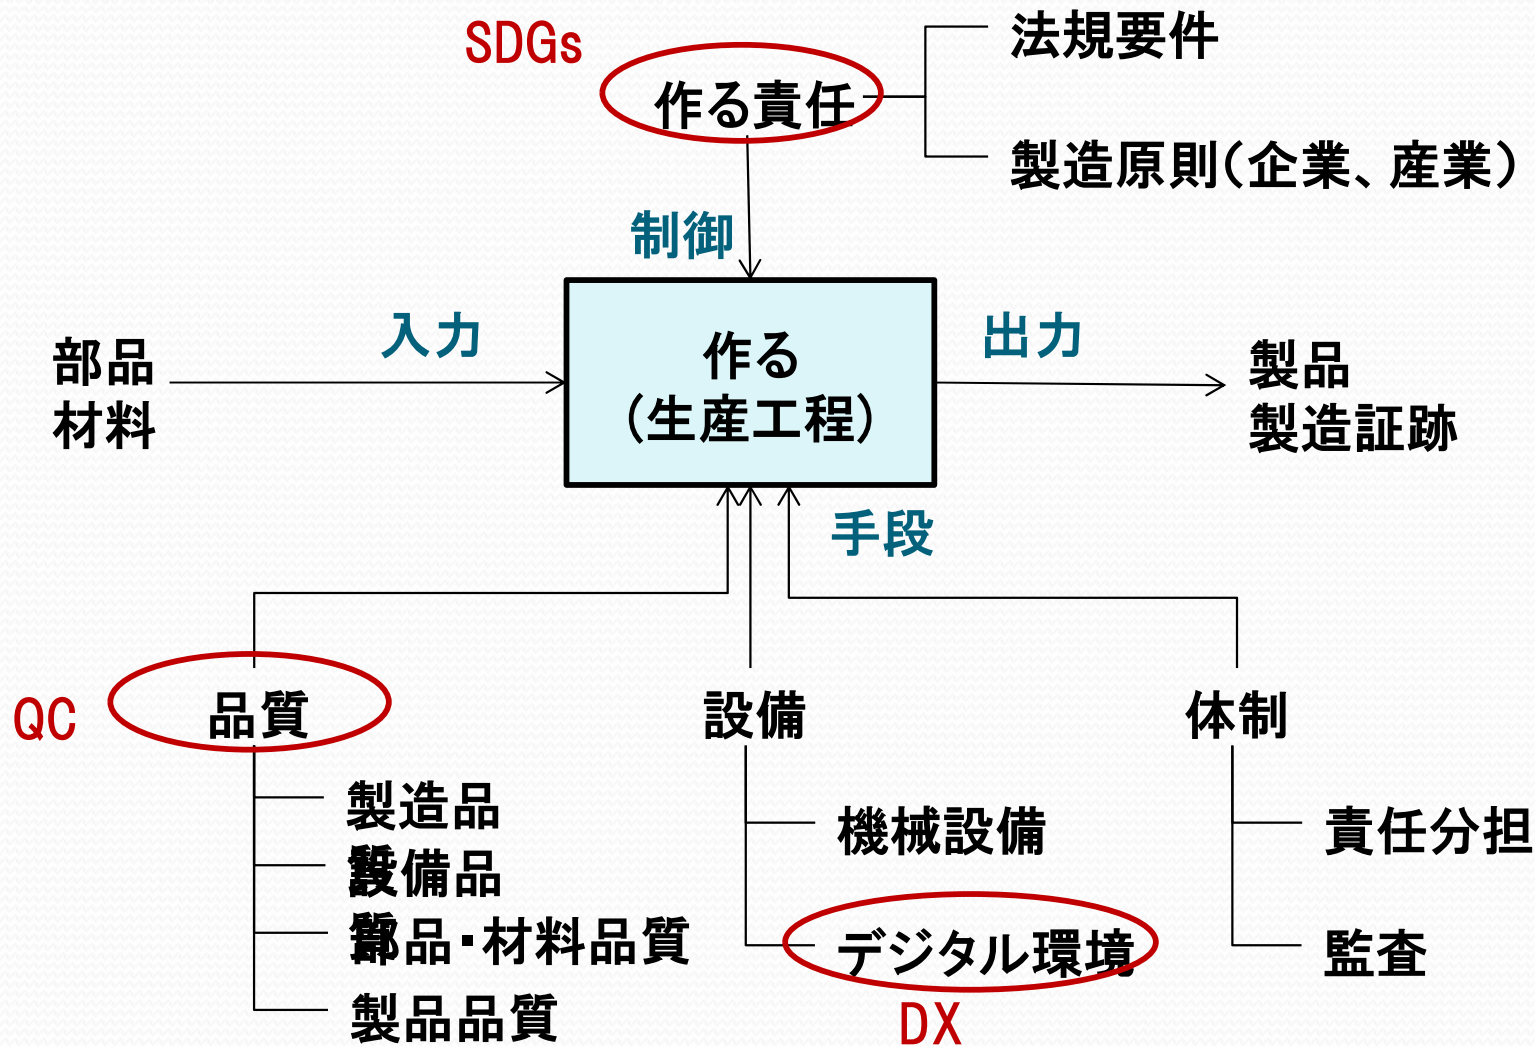 SDGs
作る責任
法規要件
製造原則(企業、産業)
制御
入力
出力
部品
材料
作る
(生産工程)
製品
製造証跡
手段
QC
品質
設備
体制
製造品
質
設備品
質
部品・材料品質
製品品質
機械設備
デジタル環境
DX
責任分担
監査